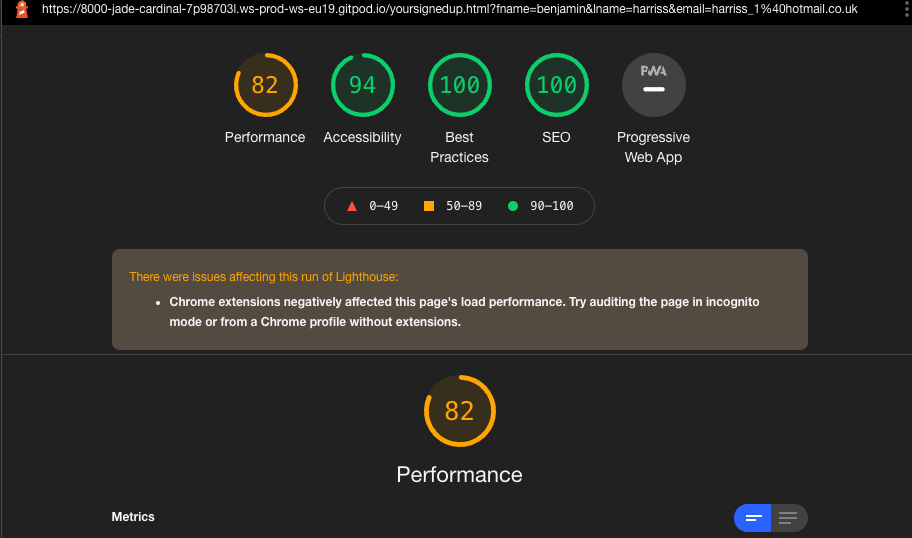 https://8000-jade-cardinal-7p98703l.ws-prod-ws-eu19.gitpod.io/yoursignedup.html?fname=benjamin&lname=harriss&email=harriss_1%40hotmail.co.uk
82 94 100 100 PWA
Performance Accessibility Best Practices SEO Progressive Web App
0–49 50–89 90–100
There were issues affecting this run of Lighthouse:
• Chrome extensions negatively affected this page's load performance. Try auditing the page in incognito
mode or from a Chrome profile without extensions.
82
Performance
Metrics